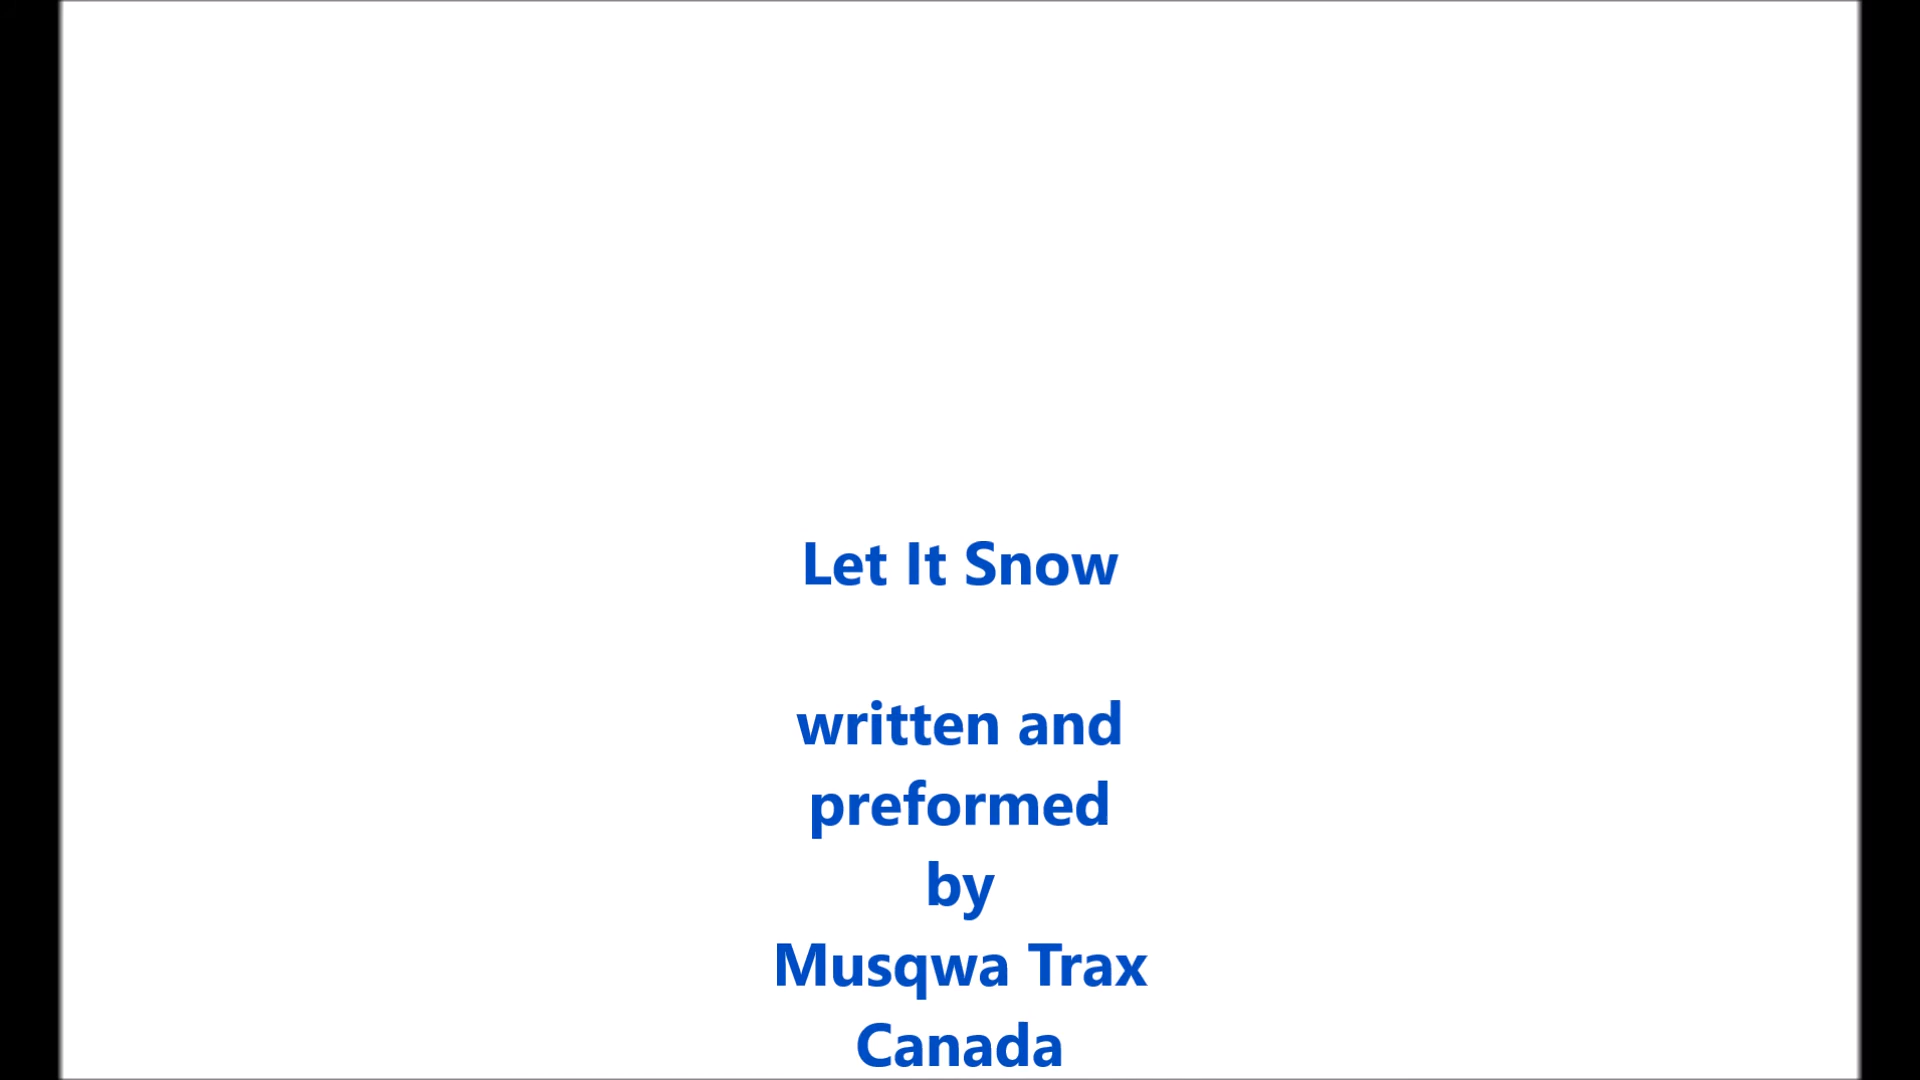 Let It Snow
written and
preformed
by
Musqwa Trax
Canada